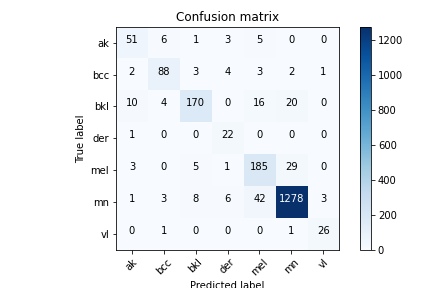 Confusion matrix
ak 51 6 1 3 5 0 0
bcc 2 88 3 4 3 2 1
bkl 10 4 170 0 16 20 0
der 1 0 0 22 0 0 0
mel 3 0 5 1 185 29 0
mn 1 3 8 6 42 1278 3
vl 0 1 0 0 0 1 26
ak bcc bkl der mel mn vl
True label
Predicted label
1200
1000
800
600
400
200
0